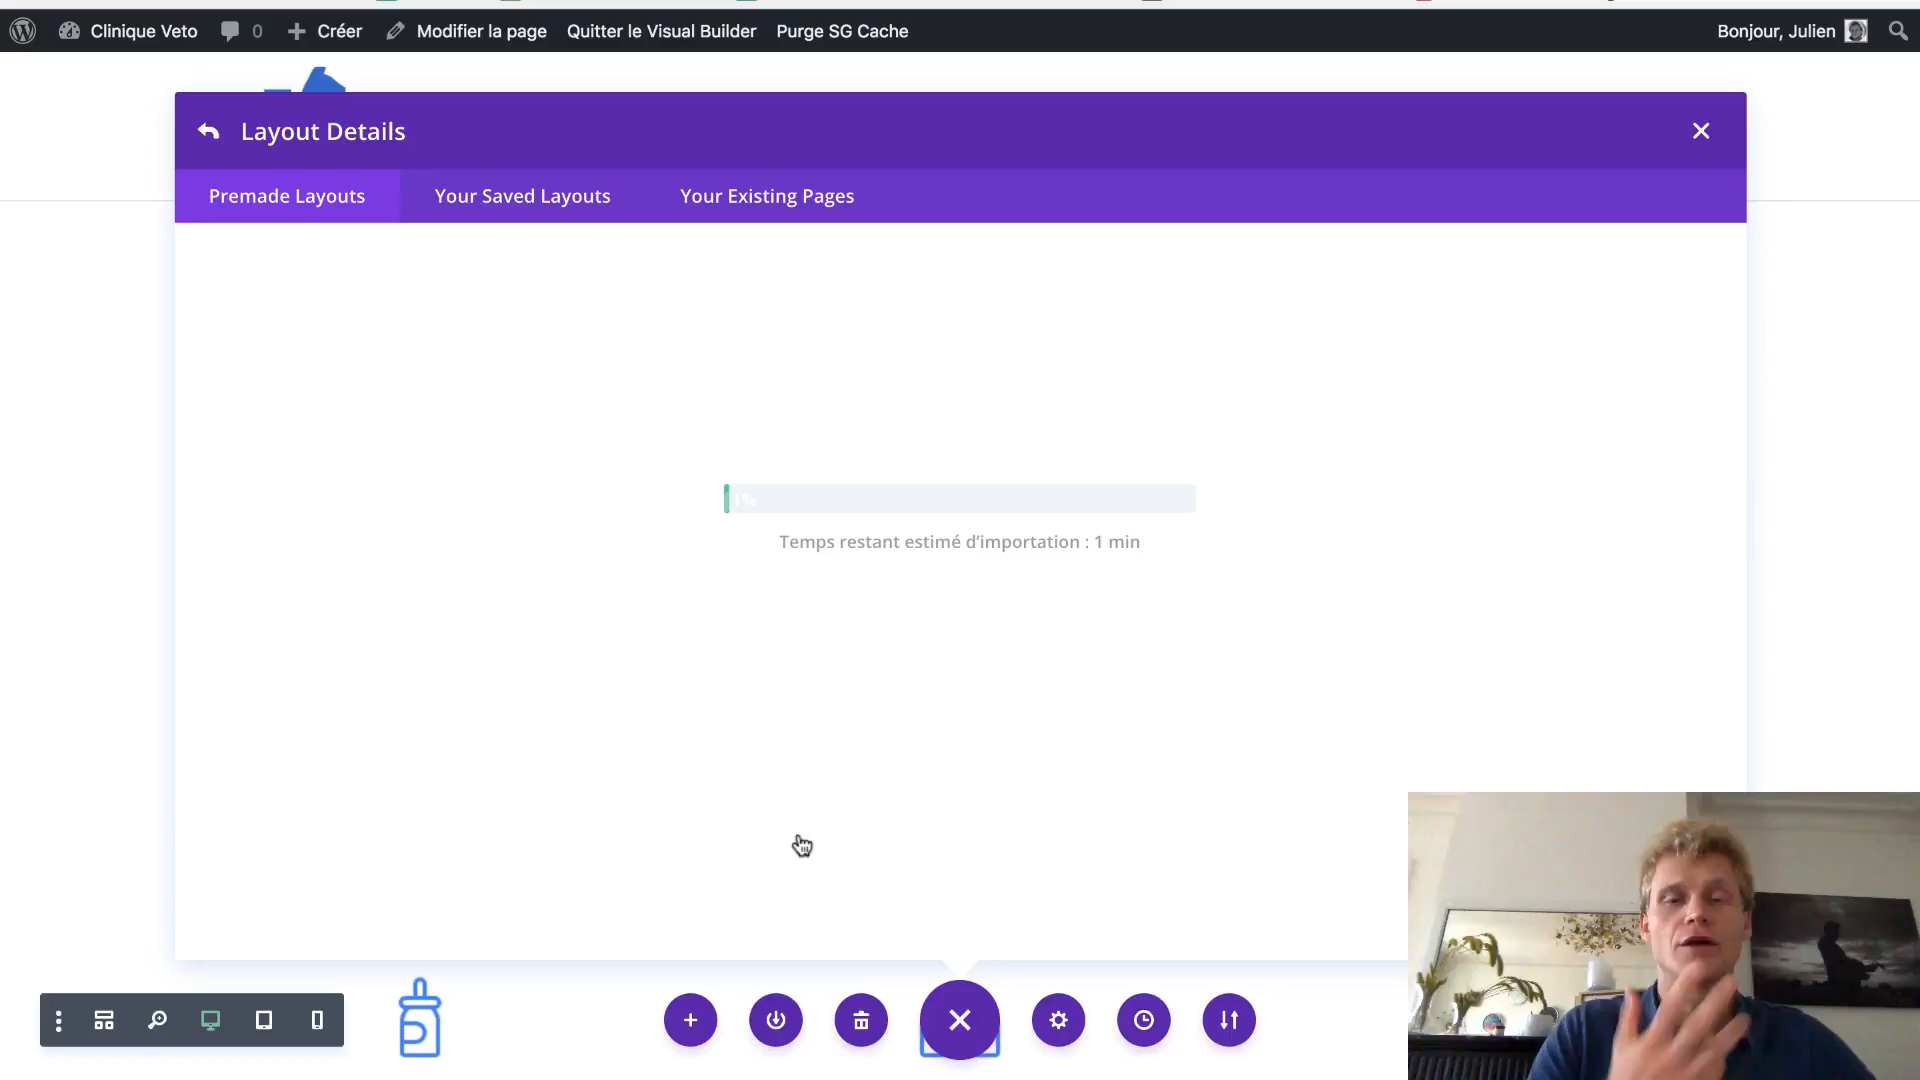 Clinique Veto
0
Créer
Modifier la page
Quitter le Visual Builder
Purge SG Cache
Bonjour, Julien
Layout Details
Premade Layouts
Your Saved Layouts
Your Existing Pages
1%
Temps restant estimé d'importation : 1 min